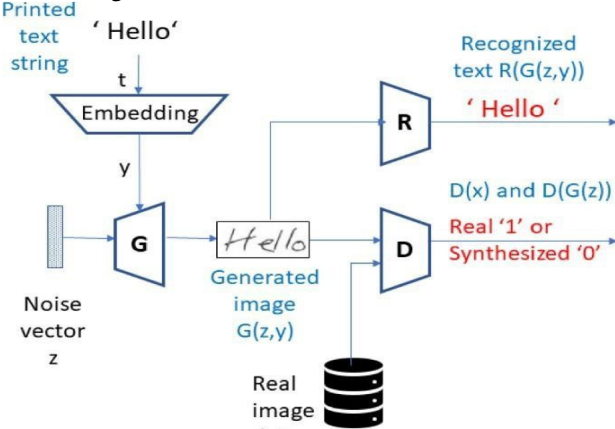 Printed
text
string
‘ Hello‘
t
Embedding
y
Noise
vector
z
G
Hello
Generated
image
G(z,y)
R
Recognized
text R(G(z,y))
‘ Hello ‘
D
D(x) and D(G(z))
Real ‘1’ or
Synthesized ‘0’
Real
image